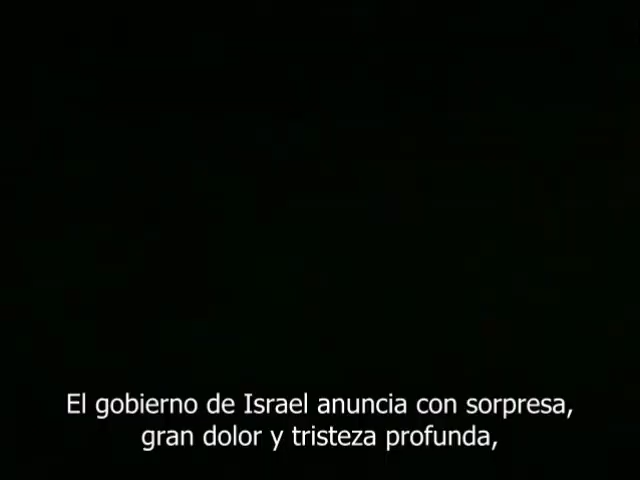 El gobierno de Israel anuncia con sorpresa,
gran dolor y tristeza profunda,